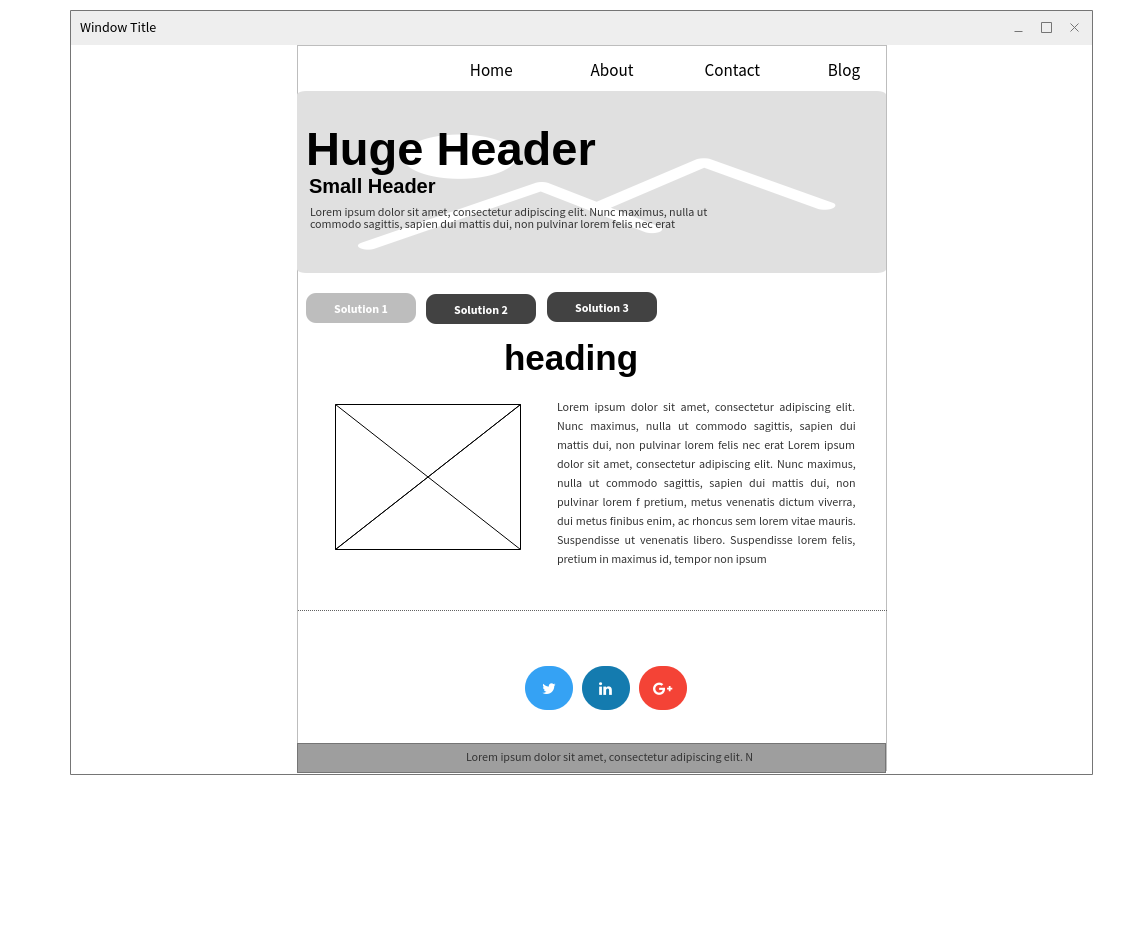 Window Title
Home About Contact Blog
Huge Header
Small Header
Lorem ipsum dolor sit amet, consectetur adipiscing elit. Nunc maximus, nulla ut
commodo sagittis, sapien dui mattis dui, non pulvinar lorem felis nec erat
Solution 1 Solution 2 Solution 3
heading
Lorem ipsum dolor sit amet, consectetur adipiscing elit.
Nunc maximus, nulla ut commodo sagittis, sapien dui
mattis dui, non pulvinar lorem felis nec erat Lorem ipsum
dolor sit amet, consectetur adipiscing elit. Nunc maximus,
nulla ut commodo sagittis, sapien dui mattis dui, non
pulvinar lorem f pretium, metus venenatis dictum viverra,
dui metus finibus enim, ac rhoncus sem lorem vitae mauris.
Suspendisse ut venenatis libero. Suspendisse lorem felis,
pretium in maximus id, tempor non ipsum
in G+
Lorem ipsum dolor sit amet, consectetur adipiscing elit. N